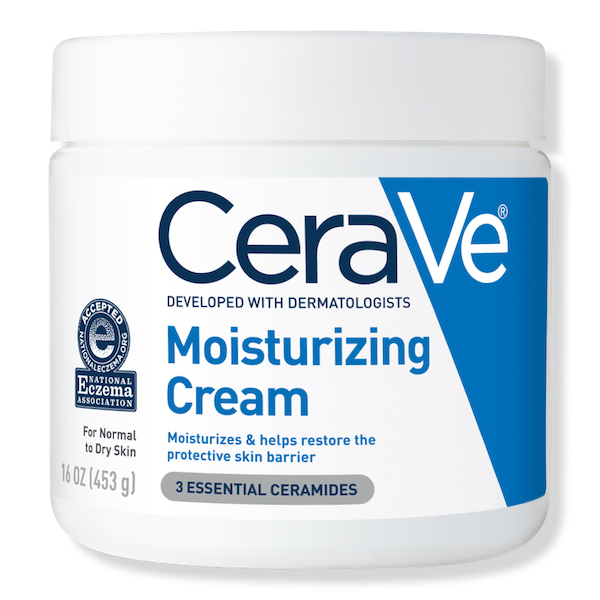 CeraVe®
DEVELOPED WITH DERMATOLOGISTS
Moisturizing
Cream
Moisturizes & helps restore the
protective skin barrier
3 ESSENTIAL CERAMIDES
ACCEPTED
NATIONALECZEMA.ORG
e
NATIONAL
Eczema
ASSOCIATION
For Normal
to Dry Skin
16 OZ (453 g)